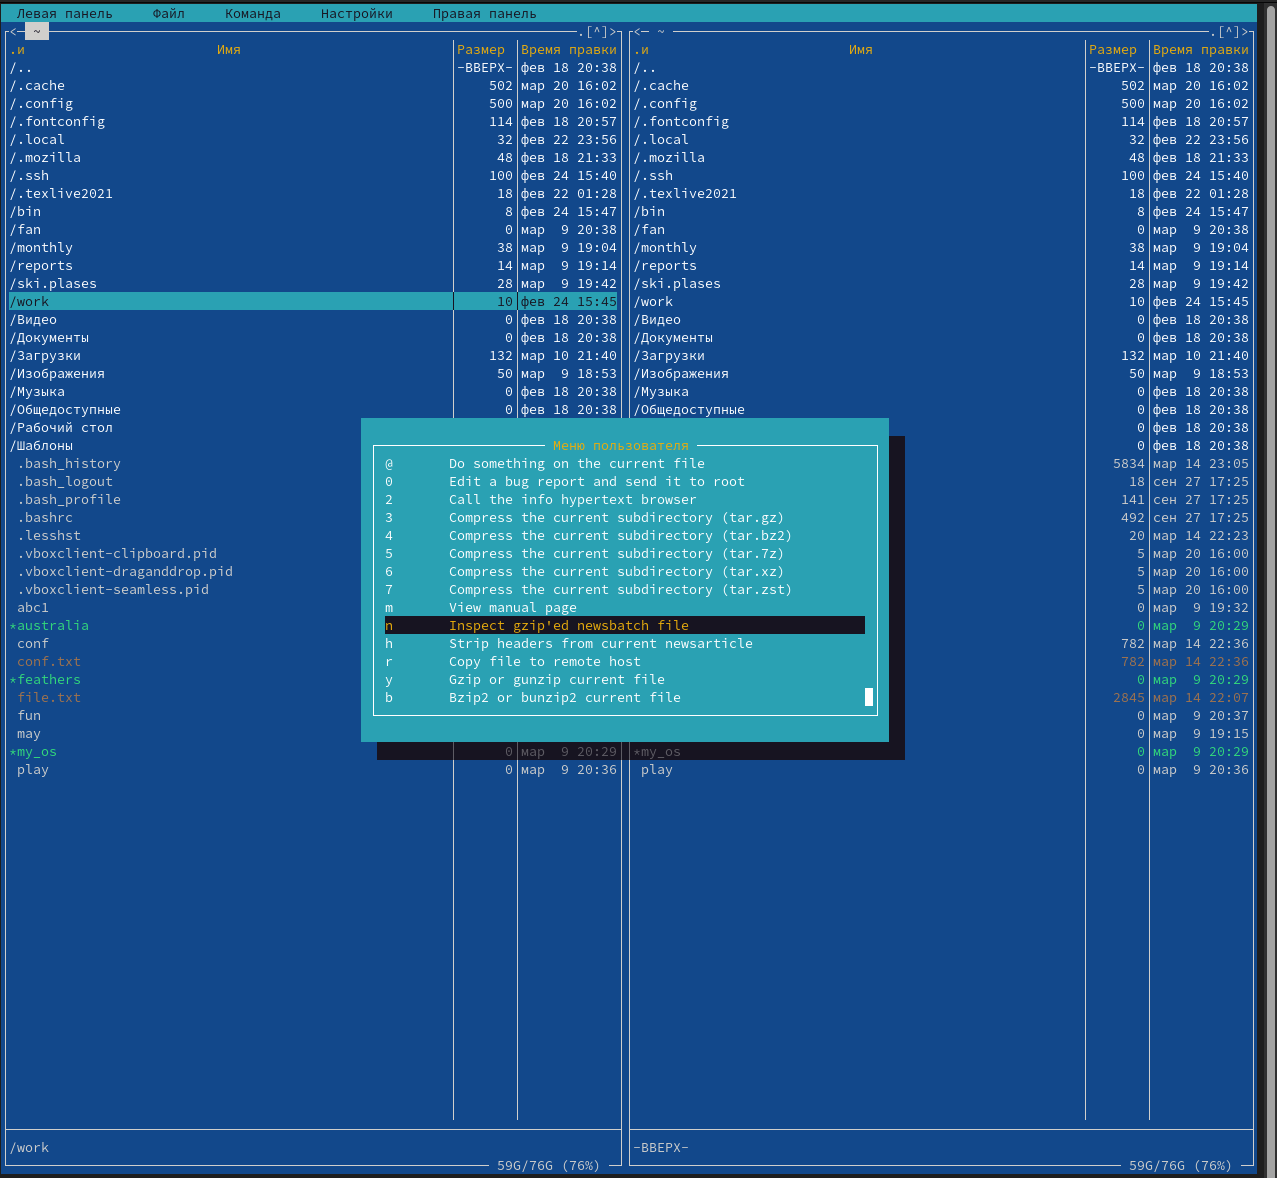 Левая панель     Файл     Команда     Настройки     Правая панель
<─ ~ ─.[^]>  <─ ~ ─.[^]>
.и Имя Размер Время правки  .и Имя Размер Время правки
/.. -ВВЕРХ- фев 18 20:38  /.. -ВВЕРХ- фев 18 20:38
/.cache 502 мар 20 16:02  /.cache 502 мар 20 16:02
/.config 500 мар 20 16:02  /.config 500 мар 20 16:02
/.fontconfig 114 фев 18 20:57  /.fontconfig 114 фев 18 20:57
/.local 32 фев 22 23:56  /.local 32 фев 22 23:56
/.mozilla 48 фев 18 21:33  /.mozilla 48 фев 18 21:33
/.ssh 100 фев 24 15:40  /.ssh 100 фев 24 15:40
/.texlive2021 18 фев 22 01:28  /.texlive2021 18 фев 22 01:28
/bin 8 фев 24 15:47  /bin 8 фев 24 15:47
/fan 0 мар  9 20:38  /fan 0 мар  9 20:38
/monthly 38 мар  9 19:04  /monthly 38 мар  9 19:04
/reports 14 мар  9 19:14  /reports 14 мар  9 19:14
/ski.plases 28 мар  9 19:42  /ski.plases 28 мар  9 19:42
/work 10 фев 24 15:45  /work 10 фев 24 15:45
/Видео 0 фев 18 20:38  /Видео 0 фев 18 20:38
/Документы 0 фев 18 20:38  /Документы 0 фев 18 20:38
/Загрузки 132 мар 10 21:40  /Загрузки 132 мар 10 21:40
/Изображения 50 мар  9 18:53  /Изображения 50 мар  9 18:53
/Музыка 0 фев 18 20:38  /Музыка 0 фев 18 20:38
/Общедоступные 0 фев 18 20:38  /Общедоступные 0 фев 18 20:38
/Рабочий стол  0 фев 18 20:38
/Шаблоны  Меню пользователя  0 фев 18 20:38
.bash_history  @ Do something on the current file  5834 мар 14 23:05
.bash_logout  0 Edit a bug report and send it to root  18 сен 27 17:25
.bash_profile  2 Call the info hypertext browser  141 сен 27 17:25
.bashrc  3 Compress the current subdirectory (tar.gz)  492 сен 27 17:25
.lesshst  4 Compress the current subdirectory (tar.bz2)  20 мар 14 22:23
.vboxclient-clipboard.pid  5 Compress the current subdirectory (tar.7z)  5 мар 20 16:00
.vboxclient-draganddrop.pid  6 Compress the current subdirectory (tar.xz)  5 мар 20 16:00
.vboxclient-seamless.pid  7 Compress the current subdirectory (tar.zst)  5 мар 20 16:00
abc1  m View manual page  0 мар  9 19:32
*australia  n Inspect gzip'ed newsbatch file  0 мар  9 20:29
conf  h Strip headers from current newsarticle  782 мар 14 22:36
conf.txt  r Copy file to remote host  782 мар 14 22:36
*feathers  y Gzip or gunzip current file  0 мар  9 20:29
file.txt  b Bzip2 or bunzip2 current file  2845 мар 14 22:07
fun  0 мар  9 20:37
may  0 мар  9 19:15
*my_os 0 мар  9 20:29  *my_os 0 мар  9 20:29
play 0 мар  9 20:36  play 0 мар  9 20:36
/work  -ВВЕРХ-
59G/76G (76%)  59G/76G (76%)